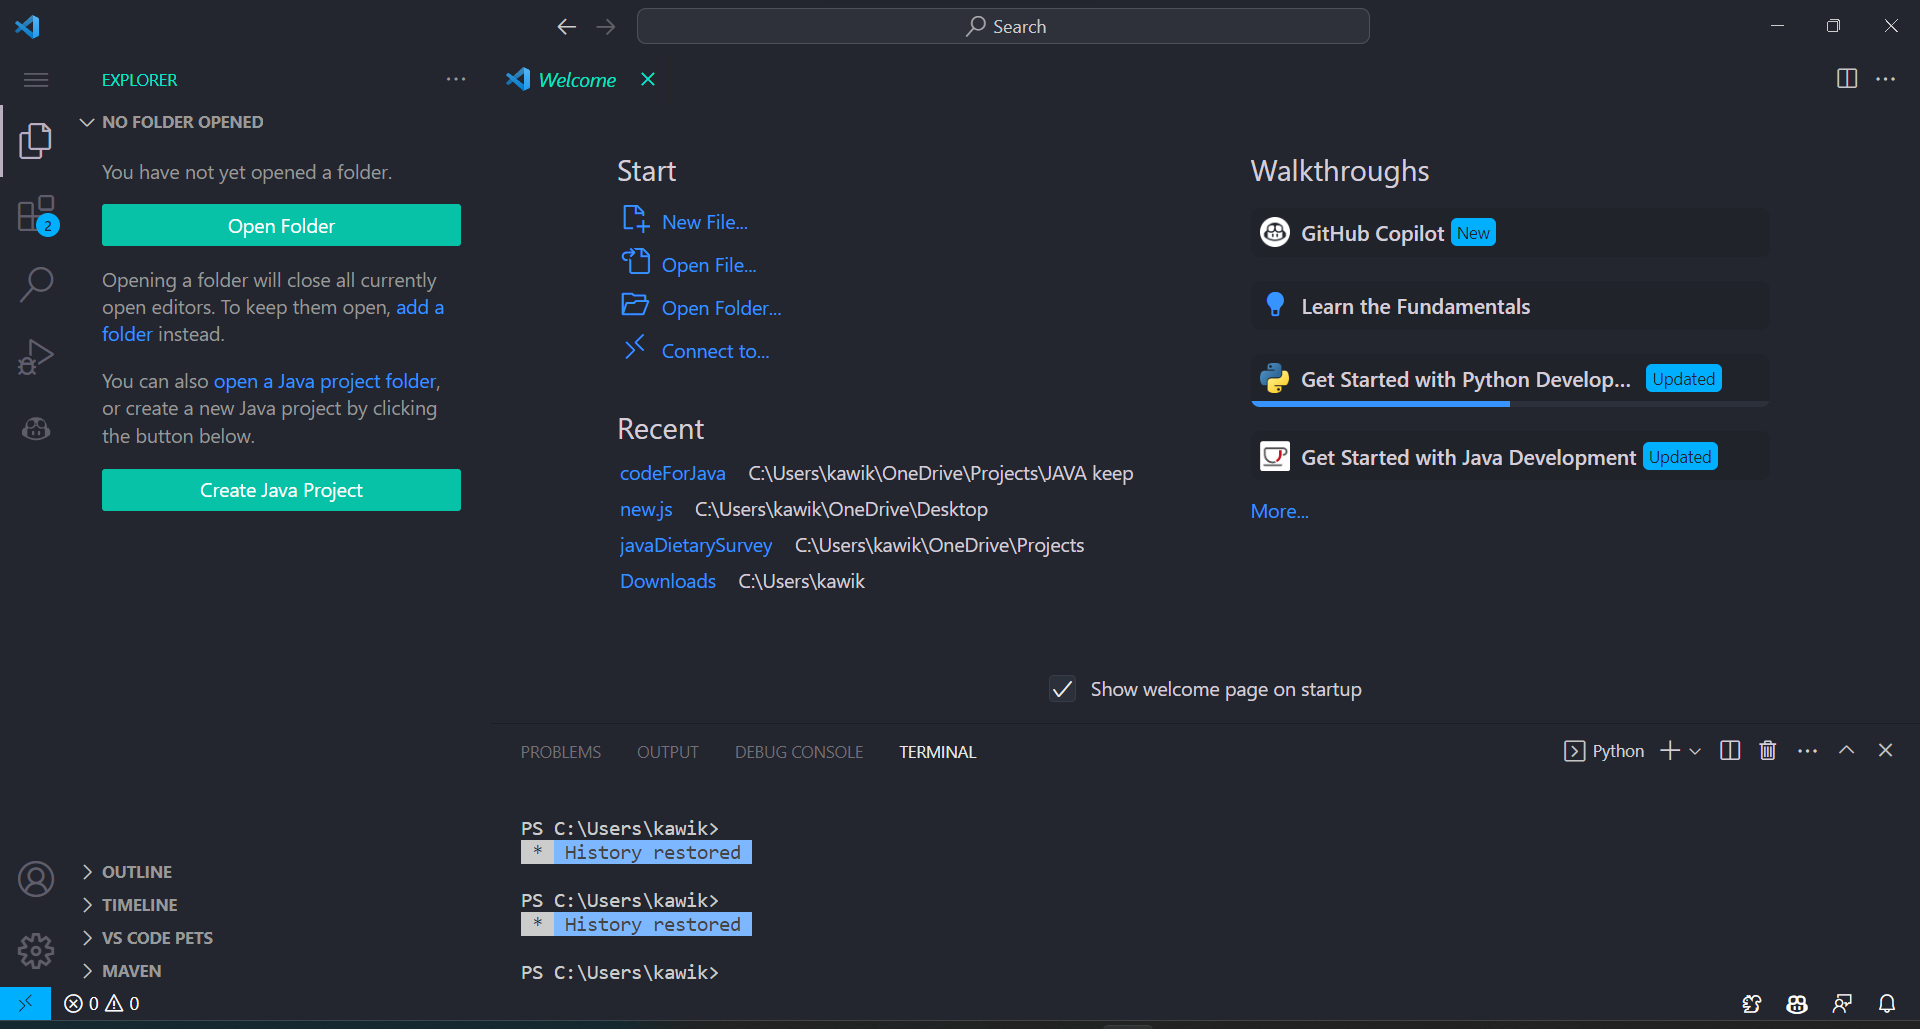 Search
EXPLORER
NO FOLDER OPENED
You have not yet opened a folder.
Open Folder
Opening a folder will close all currently
open editors. To keep them open, add a
folder instead.
You can also open a Java project folder,
or create a new Java project by clicking
the button below.
Create Java Project
2
OUTLINE
TIMELINE
VS CODE PETS
MAVEN
Welcome
Start
New File...
Open File...
Open Folder...
Connect to...
Recent
codeForJava C:\Users\kawik\OneDrive\Projects\JAVA keep
new.js C:\Users\kawik\OneDrive\Desktop
javaDietarySurvey C:\Users\kawik\OneDrive\Projects
Downloads C:\Users\kawik
Walkthroughs
GitHub Copilot New
Learn the Fundamentals
Get Started with Python Develop... Updated
Get Started with Java Development Updated
More...
Show welcome page on startup
PROBLEMS OUTPUT DEBUG CONSOLE TERMINAL
Python
PS C:\Users\kawik>
* History restored
PS C:\Users\kawik>
* History restored
PS C:\Users\kawik>
0 0